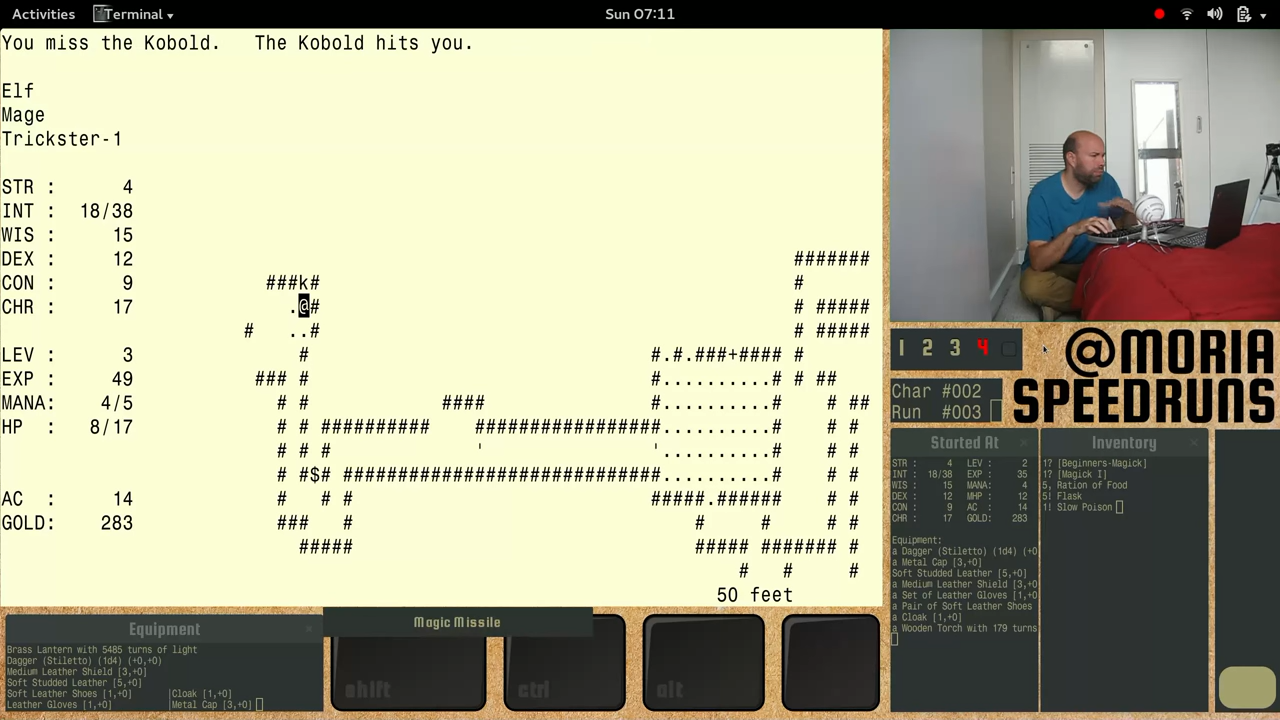 Activities
Terminal
Sun 07:11
You miss the Kobold.   The Kobold hits you.
Elf
Mage
Trickster-1
STR :        4
INT :    18/38
WIS :       15
DEX :       12
CON :        9
CHR :       17
LEV :        3
EXP :       49
MANA:      4/5
HP  :     8/17
AC  :       14
GOLD:      283
###k#
.@#
#   ..#
#
### #
#######
#
# #####
# #####
#.#.###+#### #
#..........# # ##
# #          ####       #..........#    # ##
# # ##########    #################..........#    # #
# # #              '               '..........#    # #
# #$# #############################..........#    # #
#   # #                            #####.######    # #
###   #                                #     #     # #
#####                               ##### ####### #
#   #     #
50 feet
1 2 3 4
@MORIA
SPEEDRUNS
Char #002
Run  #003
Started At
STR :        4    LEV :      2
INT :    18/38    EXP :     35
WIS :       15    MANA:      4
DEX :       12    MHP :     12
CON :        9    AC  :     14
CHR :       17    GOLD:    283
Equipment:
a Dagger (Stiletto) (1d4) (+0
a Metal Cap [3,+0]
Soft Studded Leather [5,+0]
a Medium Leather Shield [3,+0
a Set of Leather Gloves [1,+0
a Pair of Soft Leather Shoes
a Cloak [1,+0]
a Wooden Torch with 179 turns
Inventory
1? [Beginners-Magick]
1? [Magick I]
5, Ration of Food
5! Flask
1! Slow Poison
Equipment
Brass Lantern with 5485 turns of light
Dagger (Stiletto) (1d4) (+0,+0)
Medium Leather Shield [3,+0]
Soft Studded Leather [5,+0]
Soft Leather Shoes [1,+0]     |Cloak [1,+0]
Leather Gloves [1,+0]         |Metal Cap [3,+0]
Magic Missile
shift
ctrl
alt